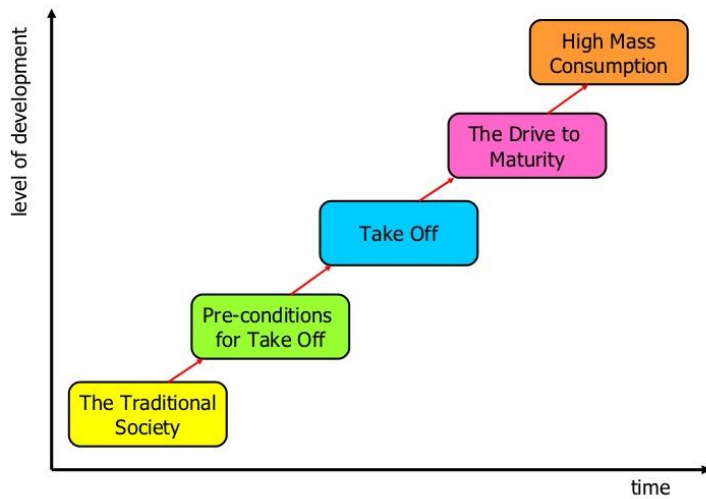 level of development
High Mass
Consumption
The Drive to
Maturity
Take Off
Pre-conditions
for Take Off
The Traditional
Society
time